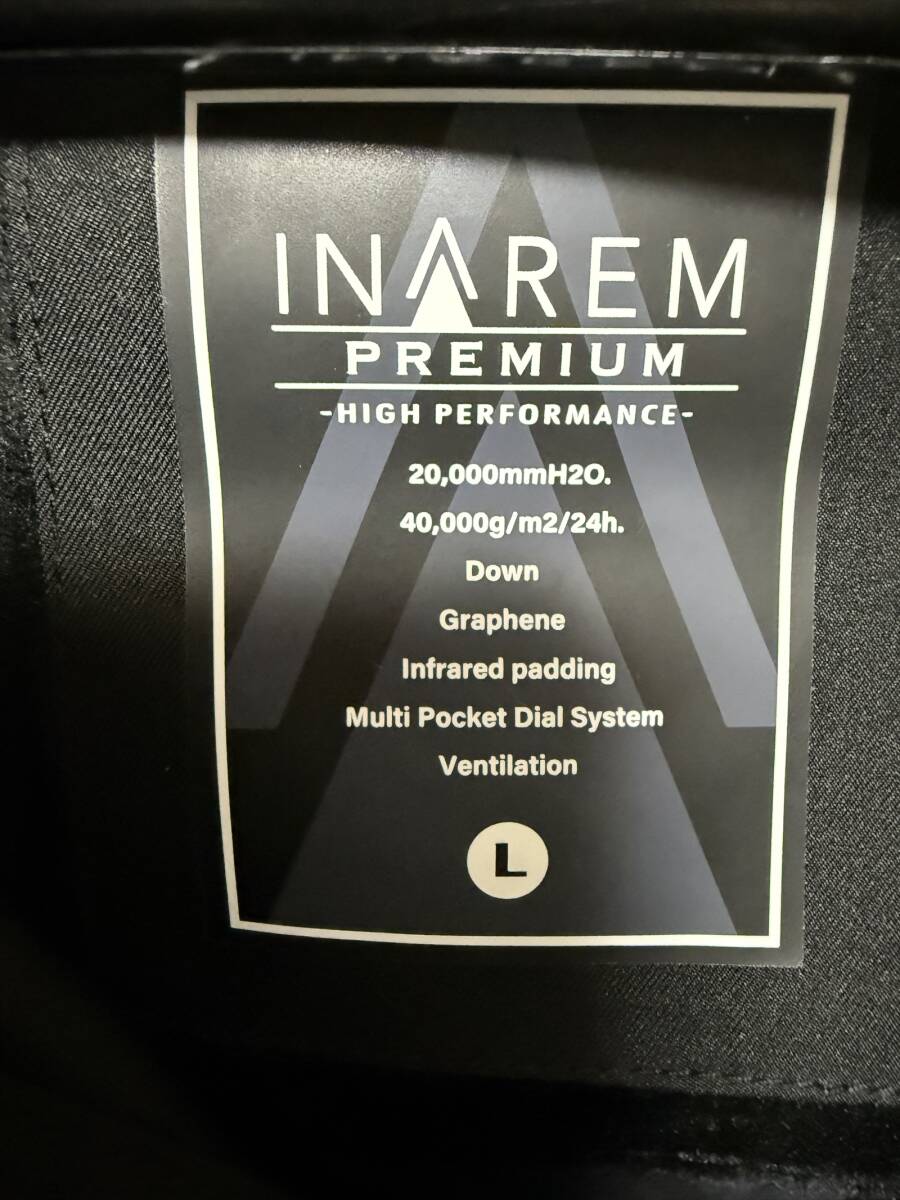 INAREM
PREMIUM
-HIGH PERFORMANCE-
20,000mmH2O.
40,000g/m2/24h.
Down
Graphene
Infrared padding
Multi Pocket Dial System
Ventilation
L